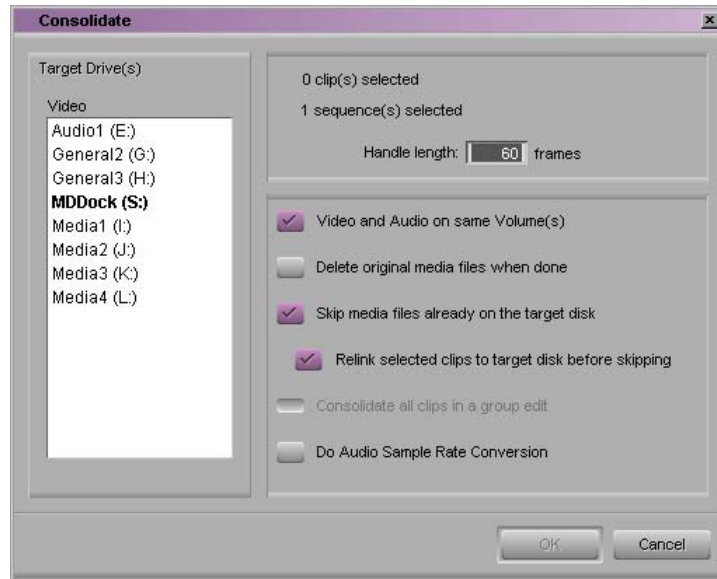 Consolidate
Target Drive(s)
Video
Audio1 (E:)
General2 (G:)
General3 (H:)
MDDock (S:)
Media1 (I:)
Media2 (J:)
Media3 (K:)
Media4 (L:)
0 clip(s) selected
1 sequence(s) selected
Handle length: 60 frames
Video and Audio on same Volume(s)
Delete original media files when done
Skip media files already on the target disk
Relink selected clips to target disk before skipping
Consolidate all clips in a group edit
Do Audio Sample Rate Conversion
OK Cancel